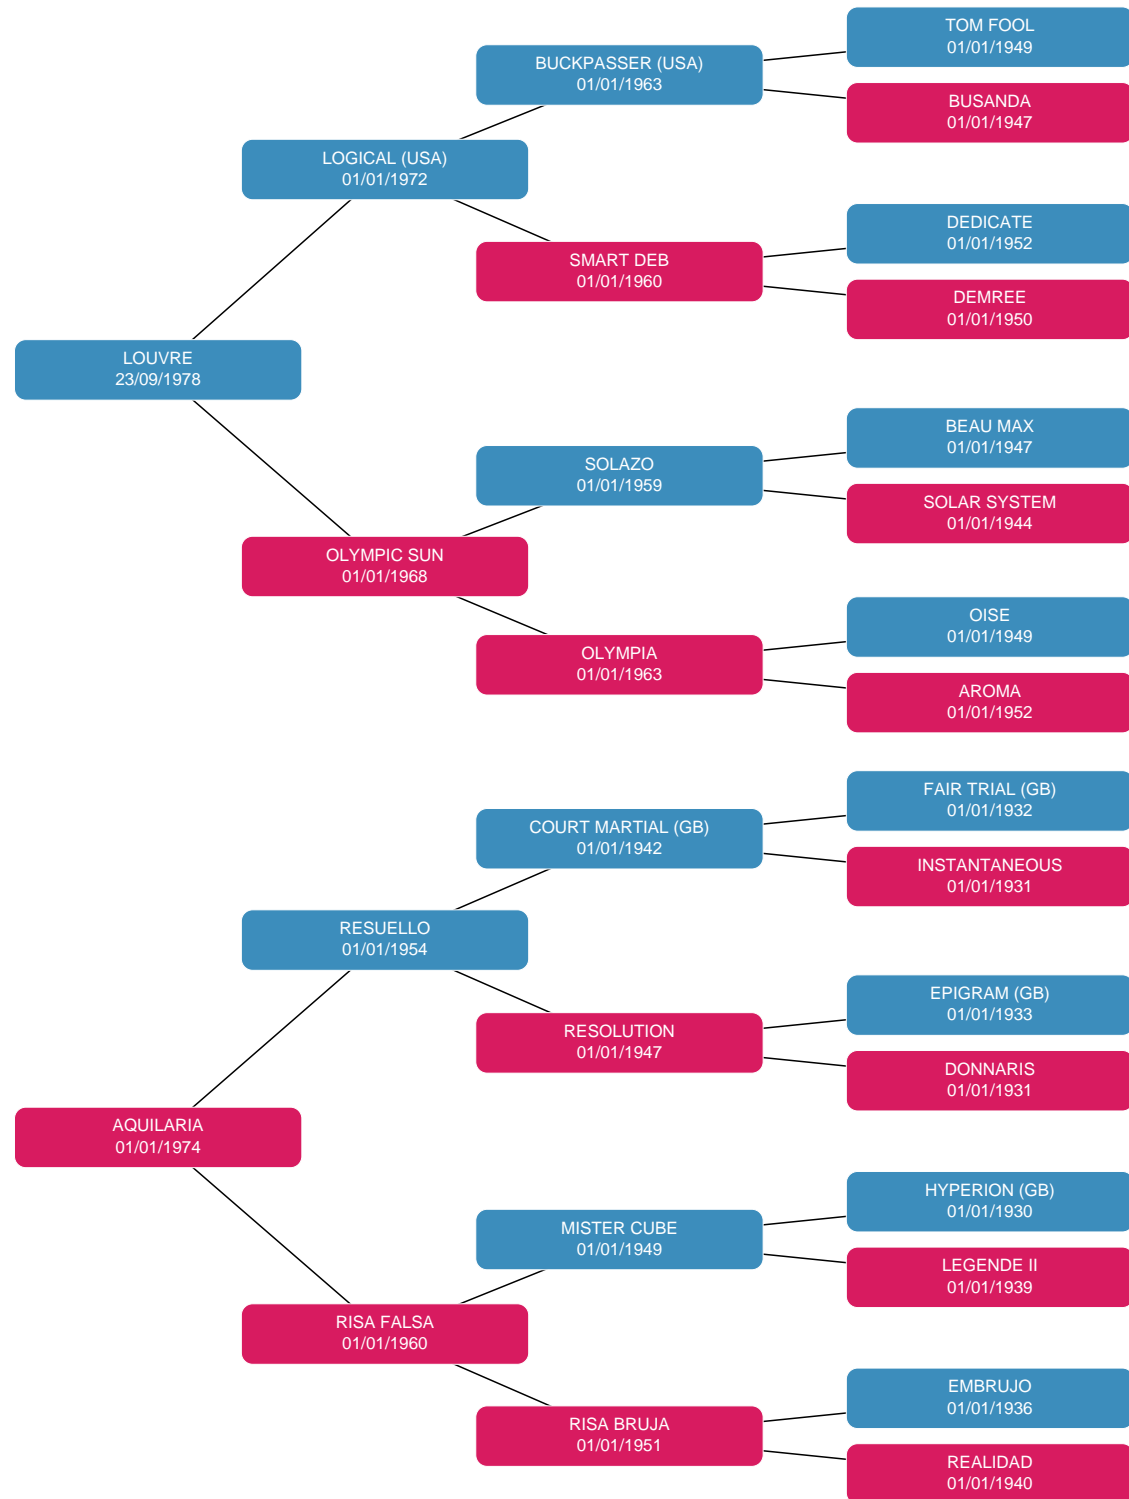 TOM FOOL
01/01/1949
BUCKPASSER (USA)
01/01/1963
BUSANDA
01/01/1947
LOGICAL (USA)
01/01/1972
DEDICATE
01/01/1952
SMART DEB
01/01/1960
DEMREE
01/01/1950
LOUVRE
23/09/1978
BEAU MAX
01/01/1947
SOLAZO
01/01/1959
SOLAR SYSTEM
01/01/1944
OLYMPIC SUN
01/01/1968
OISE
01/01/1949
OLYMPIA
01/01/1963
AROMA
01/01/1952
FAIR TRIAL (GB)
01/01/1932
COURT MARTIAL (GB)
01/01/1942
INSTANTANEOUS
01/01/1931
RESUELLO
01/01/1954
EPIGRAM (GB)
01/01/1933
RESOLUTION
01/01/1947
DONNARIS
01/01/1931
AQUILARIA
01/01/1974
HYPERION (GB)
01/01/1930
MISTER CUBE
01/01/1949
LEGENDE II
01/01/1939
RISA FALSA
01/01/1960
EMBRUJO
01/01/1936
RISA BRUJA
01/01/1951
REALIDAD
01/01/1940